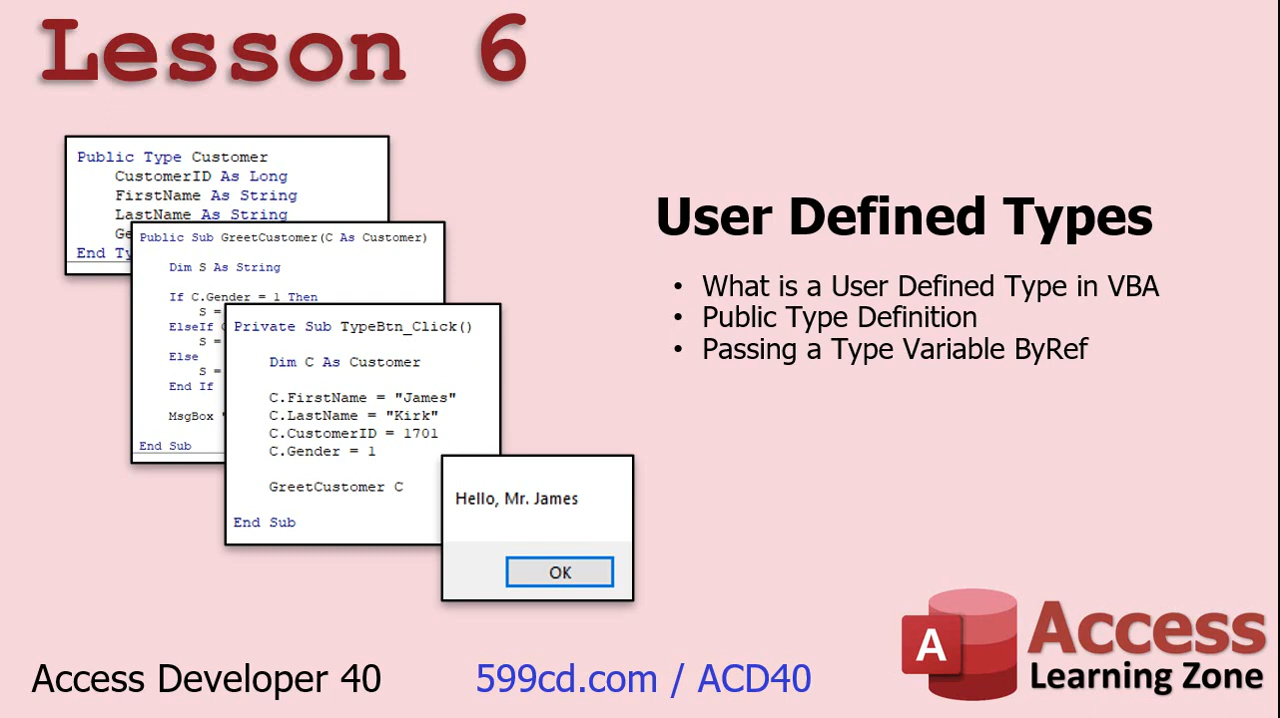 Lesson 6
Public Type Customer
CustomerID As Long
FirstName As String
LastName As String
End
Public Sub GreetCustomer(C As Customer)
Dim S As String
If C.Gender = 1 Then
S =
ElseIf
S =
Else
S =
End If
MsgBox
End Sub
Private Sub TypeBtn_Click()
Dim C As Customer
C.FirstName = "James"
C.LastName = "Kirk"
C.CustomerID = 1701
C.Gender = 1
GreetCustomer C
End Sub
Hello, Mr. James
OK
User Defined Types
• What is a User Defined Type in VBA
• Public Type Definition
• Passing a Type Variable ByRef
Access Developer 40
599cd.com / ACD40
A
Access
Learning Zone